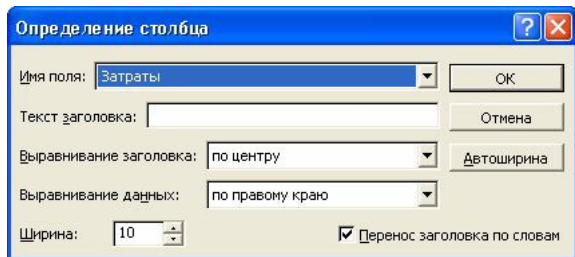 Определение столбца
Имя поля: Затраты
ОК
Текст заголовка:
Отмена
Выравнивание заголовка: по центру
Автоширина
Выравнивание данных: по правому краю
Ширина: 10
Перенос заголовка по словам